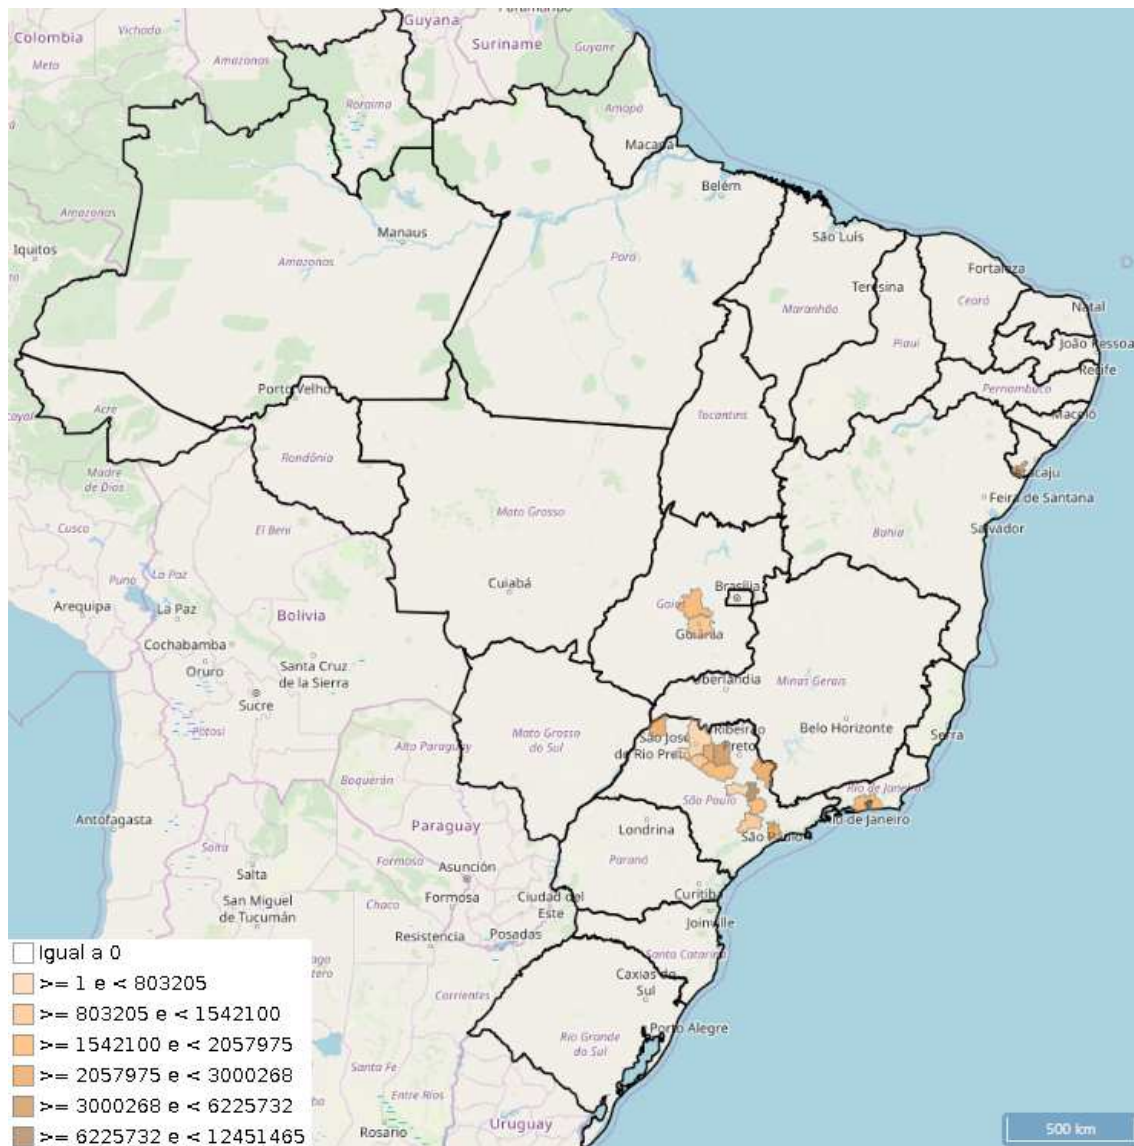 Paramaribo
Guyana
Vichada
Colombia
Suriname
Guyane
Meta
Amazonas
Roraima
Amapá
Macapá
Belém
Amazonas
Manaus
São Luís
Iquitos
Amazonas
Pará
Fortaleza
Teresina
Ceará
Maranhão
Natal
Piauí
João Pessoa
Recife
Porto Velho
Pernambuco
Acre
Tocantins
Maceió
Rondônia
Madre
de Dios
Feira de Santana
Mato Grosso
Salvador
Cusco
El Beni
Bahia
Puno
La Paz
Cuiabá
Brasília
Arequipa
La Paz
Bolivia
Goiânia
Cochabamba
Oruro
Santa Cruz
de la Sierra
Uberlândia
Minas Gerais
Sucre
Potosí
Mato Grosso
do Sul
Belo Horizonte
Serra
Alto Paraguay
São José
do Rio Preto
Ribeirão
Preto
Boquerón
Rio de Janeiro
São Paulo
Antofagasta
Paraguay
Londrina
São Paulo
Rio de Janeiro
Salta
Formosa
Asunción
Paraná
Salta
San Miguel
de Tucumán
Chaco
Formosa
Ciudad del
Este
Curitiba
Resistencia
Posadas
Joinville
Santa Catarina
Igual a 0
>= 1 e < 803205
>= 803205 e < 1542100
>= 1542100 e < 2057975
>= 2057975 e < 3000268
>= 3000268 e < 6225732
>= 6225732 e < 12451465
Corrientes
Caxias do
Sul
Porto Alegre
Rio Grande
do Sul
Santa Fe
Entre Ríos
Rosario
Uruguay
500 km